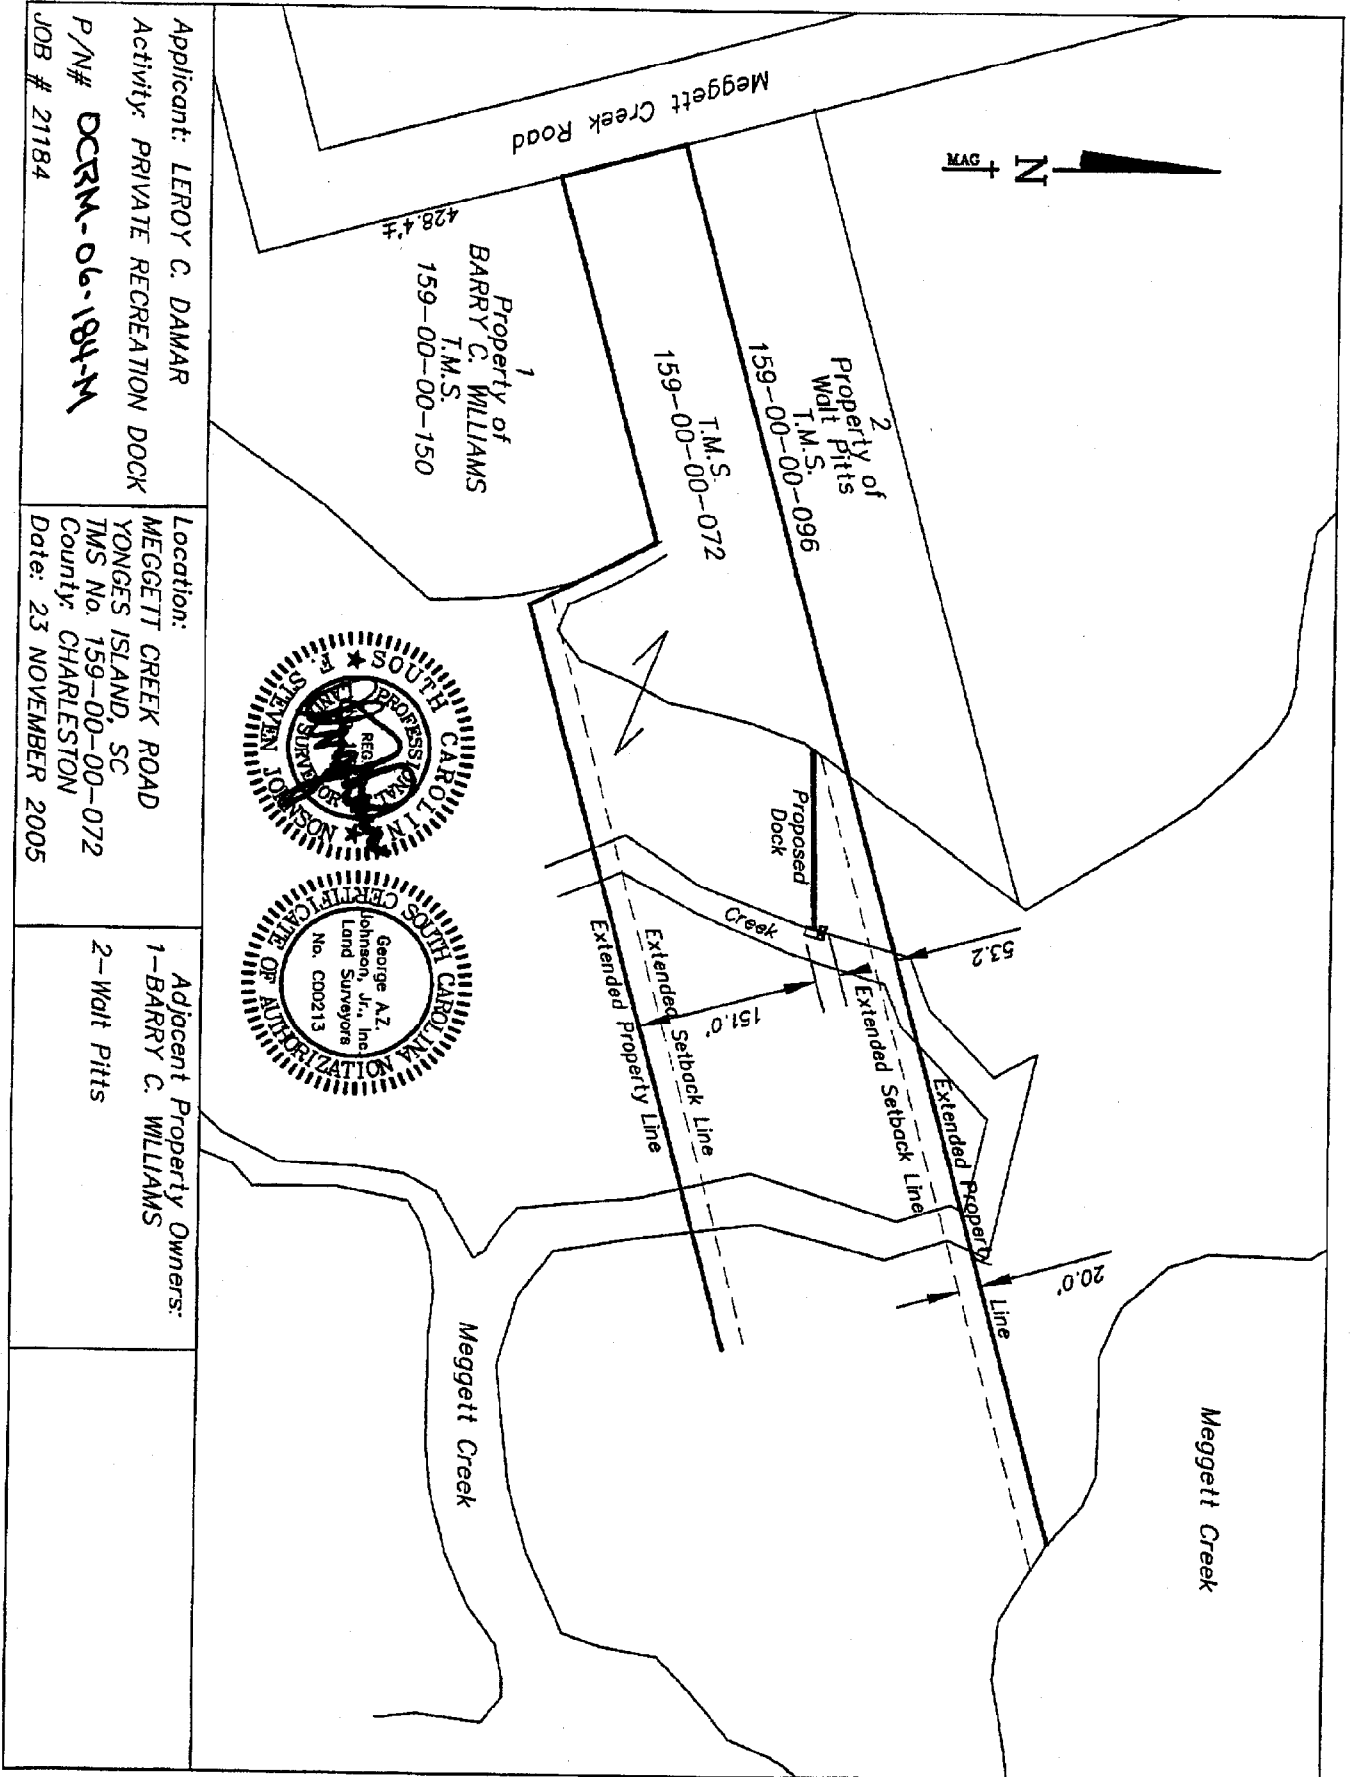 Meggett Creek Road
MAG
N
428.4'±
1
Property of
BARRY C. WILLIAMS
T.M.S.
159-00-00-150
T.M.S.
159-00-00-072
2
Property of
Walt Pitts
T.M.S.
159-00-00-096
Proposed
Dock
Creek
53.2
151.0'
20.0'
Extended Property Line
Extended Setback Line
Extended Setback Line
Extended Property Line
Meggett Creek
Meggett Creek
SOUTH CAROLINA
PROFESSIONAL
LAND SURVEYOR
REG.
F. STEVEN JOHNSON
SOUTH CAROLINA
George A.Z.
Johnson, Jr., Inc.
Land Surveyors
No. C00213
CERTIFICATE OF AUTHORIZATION
Applicant: LEROY C. DAMAR
Activity: PRIVATE RECREATION DOCK
P/N# OCRM-06-184-M
JOB # 21184
Location:
MEGGETT CREEK ROAD
YONGES ISLAND, SC
TMS No. 159-00-00-072
County: CHARLESTON
Date: 23 NOVEMBER 2005
Adjacent Property Owners:
1-BARRY C. WILLIAMS
2-Walt Pitts